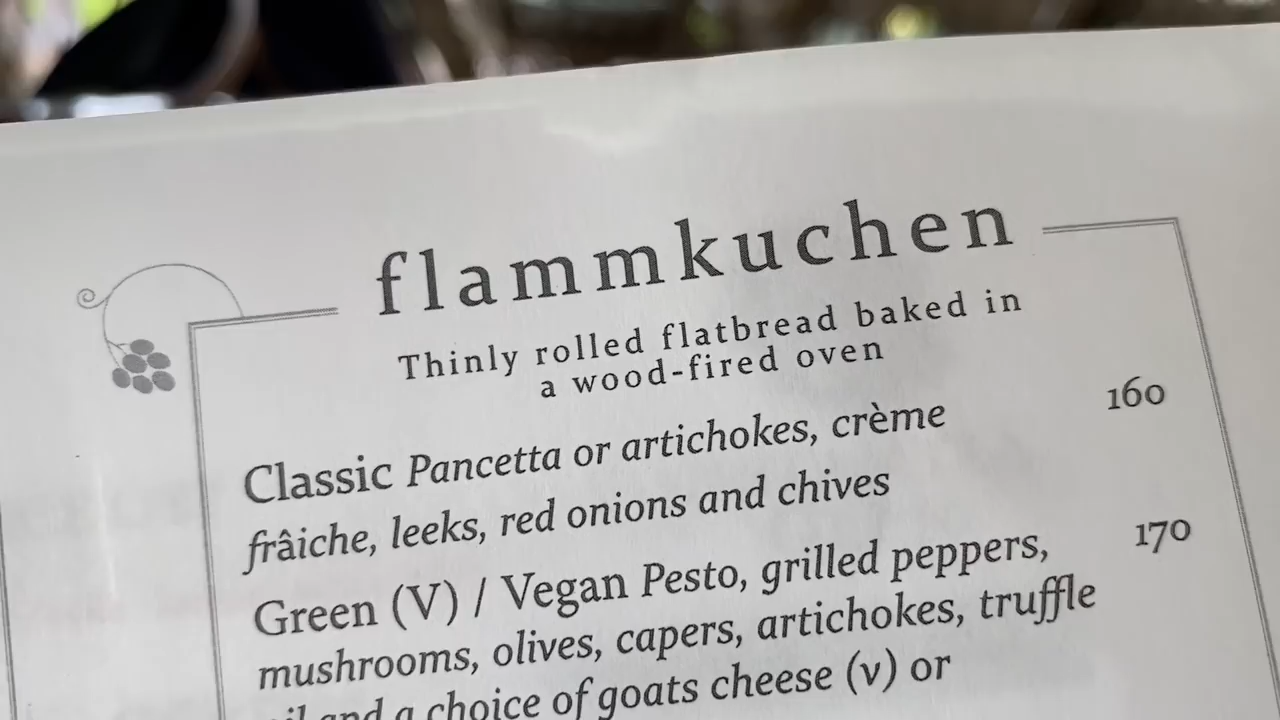 flammkuchen
Thinly rolled flatbread baked in
a wood-fired oven
Classic Pancetta or artichokes, crème 160
frâiche, leeks, red onions and chives
Green (V) / Vegan Pesto, grilled peppers, 170
mushrooms, olives, capers, artichokes, truffle
and a choice of goats cheese (v) or